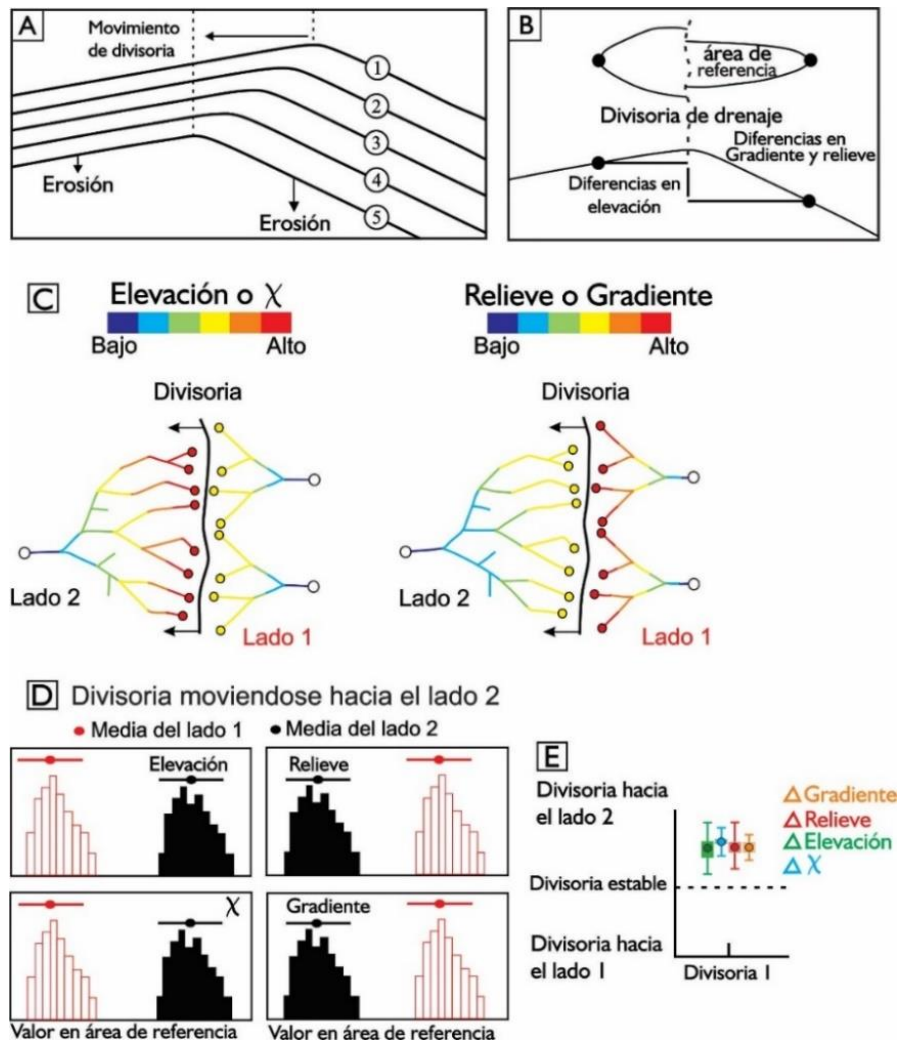 A
Movimiento
de divisoria
1
2
3
4
5
Erosión
Erosión
B
área de
referencia
Divisoria de drenaje
Diferencias en
Gradiente y relieve
Diferencias en
elevación
C
Elevación o χ
Bajo Alto
Divisoria
Lado 2
Lado 1
Relieve o Gradiente
Bajo Alto
Divisoria
Lado 2
Lado 1
D Divisoria moviendose hacia el lado 2
Media del lado 1 Media del lado 2
Elevación
Relieve
χ
Gradiente
Valor en área de referencia
Valor en área de referencia
E
Divisoria hacia
el lado 2
Divisoria estable
Divisoria hacia
el lado 1
Divisoria 1
△ Gradiente
△ Relieve
△ Elevación
△ χ